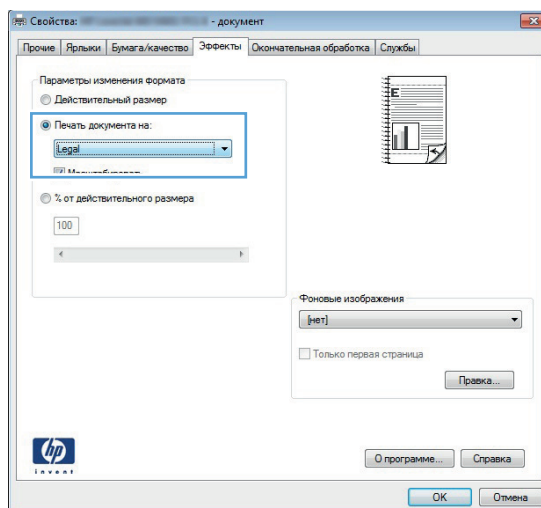 Свойства: - документ
Прочие Ярлыки Бумага/качество Эффекты Окончательная обработка Службы
Параметры изменения формата
Действительный размер
Печать документа на:
Legal
% от действительного размера
100
E
Фоновые изображения
[нет]
Только первая страница
Правка...
hp
invent
О программе... Справка
OK Отмена